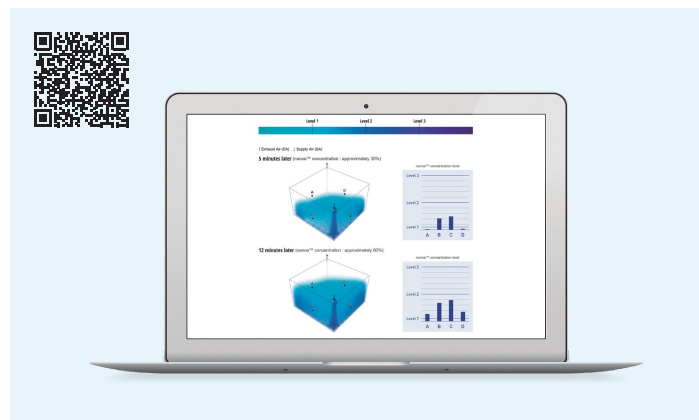 Level 1 Level 2 Level 3
↑ Exhaust Air (EA) ↓ Supply Air (SA)
5 minutes later (nanoe™ concentration : approximately 30%)
nanoe™ concentration level
Level 3
Level 2
Level 1
A B C D
A
D
12 minutes later (nanoe™ concentration : approximately 60%)
nanoe™ concentration level
Level 3
Level 2
Level 1
A B C D